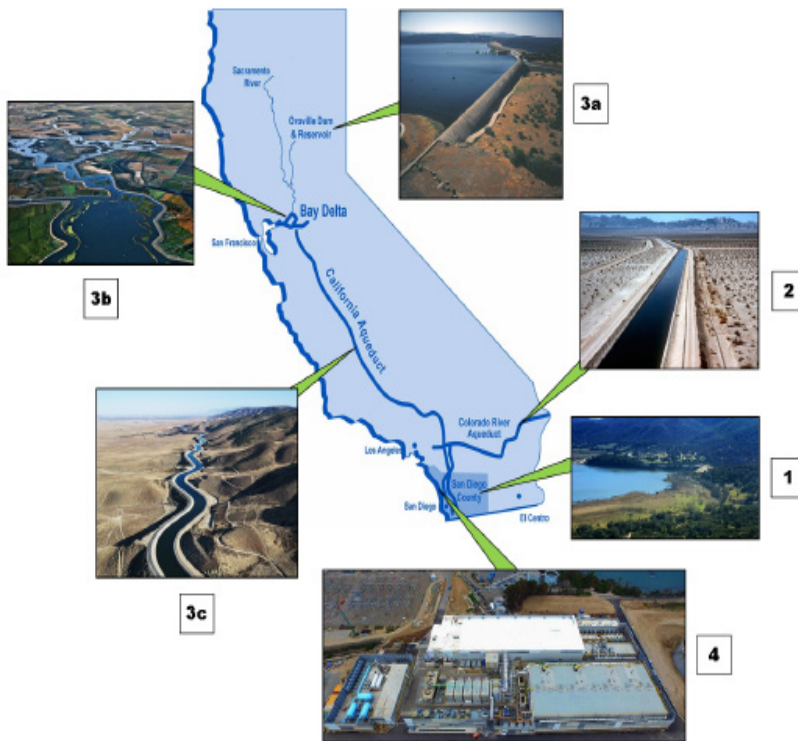 Sacramento
River
Oroville Dam
& Reservoir
3a
Bay Delta
San Francisco
3b
2
California Aqueduct
Colorado River
Aqueduct
Los Angeles
San Diego
County
1
San Diego
El Centro
3c
4